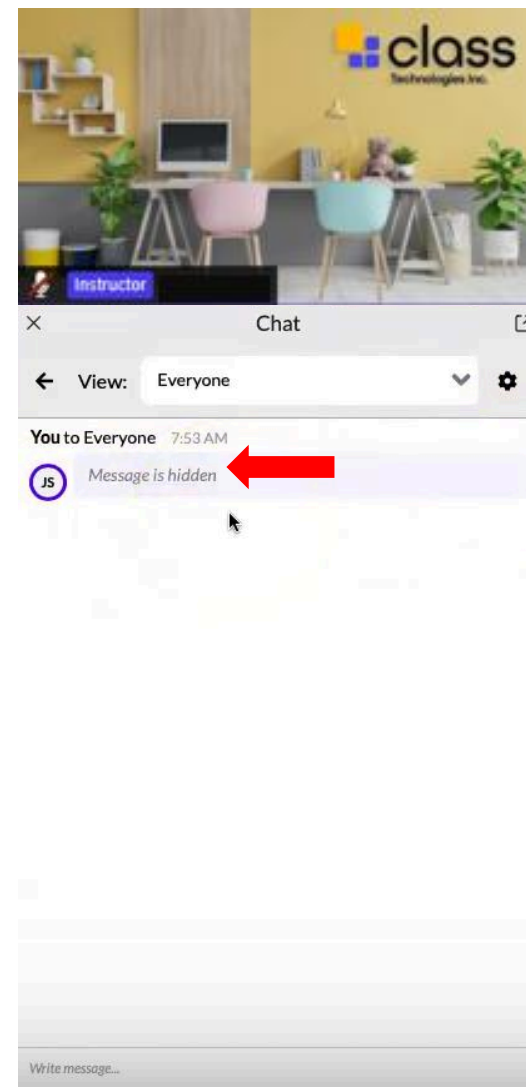 class
Technologies Inc.
Instructor
Chat
View: Everyone
You to Everyone 7:53 AM
JS Message is hidden
Write message...